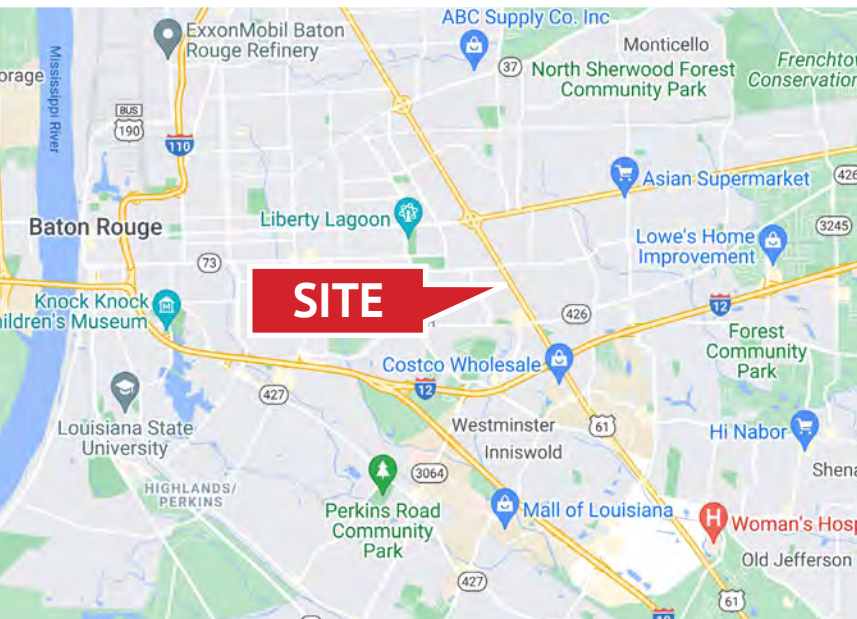 ABC Supply Co. Inc
ExxonMobil Baton
Rouge Refinery
Monticello
orage
Mississippi River
37
North Sherwood Forest
Community Park
Frenchto
Conservation
BUS
190
110
Asian Supermarket
426
Liberty Lagoon
Baton Rouge
3245
Lowe's Home
Improvement
73
SITE
Knock Knock
hildren's Museum
12
426
Forest
Community
Park
Costco Wholesale
12
427
Louisiana State
University
Westminster
61
Inniswold
Hi Nabor
3064
Shena
HIGHLANDS/
PERKINS
Perkins Road
Community
Park
Mall of Louisiana
H
Woman's Hosp
Old Jefferson
427
61